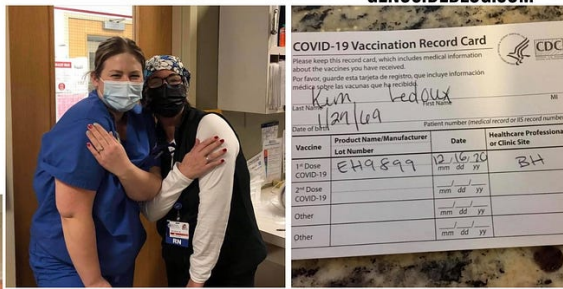 COVID-19 Vaccination Record Card
Please keep this record card, which includes medical information
about the vaccines you have received.
Por favor, guarde esta tarjeta de registro, que incluye información
médica sobre las vacunas que ha recibido.
CDC
Kim Ledoux
Last Name First Name MI
1/29/69
Date of birth Patient number (medical record or IIS record number)
Vaccine Product Name/Manufacturer Date Healthcare Professional
Lot Number or Clinic Site
1st Dose EH9899 12/16/20 BH
COVID-19 mm dd yy
2nd Dose
COVID-19 mm dd yy
Other
mm dd yy
Other
mm dd yy
RN